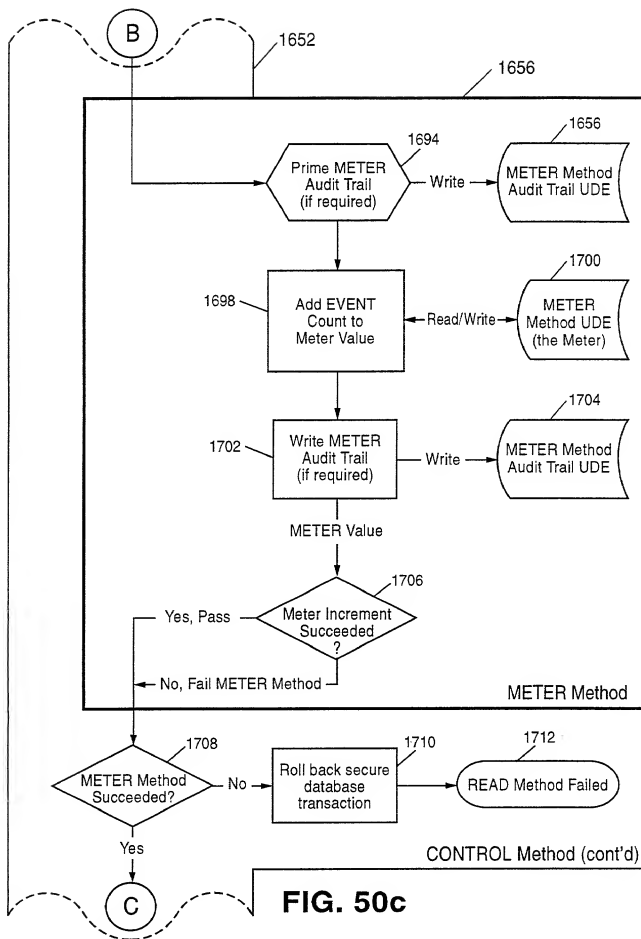 B
1652
1656
1694
Prime METER
Audit Trail
(if required)
Write
1656
METER Method
Audit Trail UDE
1698
Add EVENT
Count to
Meter Value
Read/Write
1700
METER
Method UDE
(the Meter)
1702
Write METER
Audit Trail
(if required)
Write
1704
METER Method
Audit Trail UDE
METER Value
1706
Meter Increment
Succeeded
?
Yes, Pass
No, Fail METER Method
METER Method
1708
METER Method
Succeeded?
No
1710
Roll back secure
database
transaction
1712
READ Method Failed
Yes
CONTROL Method (cont'd)
C
FIG. 50c